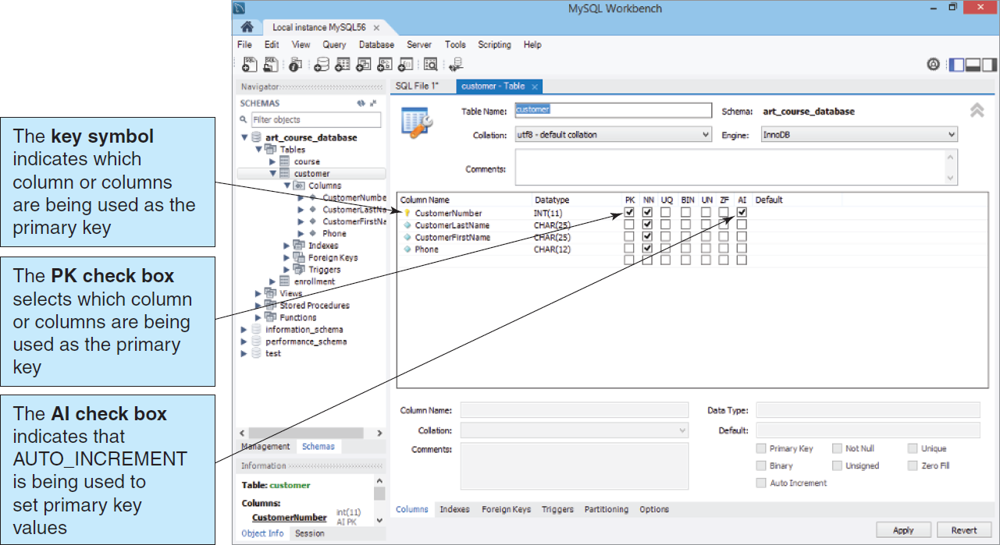 MySQL Workbench
Local instance MySQL56
File Edit View Query Database Server Tools Scripting Help
Navigator
SCHEMAS
Filter objects
art_course_database
Tables
course
customer
Columns
CustomerNumbe
CustomerLastNa
CustomerFirstNa
Phone
Indexes
Foreign Keys
Triggers
enrollment
Views
Stored Procedures
Functions
information_schema
performance_schema
test
Management Schemas
Information
Table: customer
Columns:
CustomerNumber int(11)
AI PK
Object Info Session
SQL File 1*
customer - Table
Table Name: customer Schema: art_course_database
Collation: utf8 - default collation Engine: InnoDB
Comments:
Column Name Datatype PK NN UQ BIN UN ZF AI Default
CustomerNumber INT(11)
CustomerLastName CHAR(25)
CustomerFirstName CHAR(25)
Phone CHAR(12)
Column Name: Data Type:
Collation: Default:
Comments: Primary Key Not Null Unique
Binary Unsigned Zero Fill
Auto Increment
Columns Indexes Foreign Keys Triggers Partitioning Options
Apply Revert
The key symbol
indicates which
column or columns
are being used as the
primary key
The PK check box
selects which column
or columns are being
used as the primary
key
The AI check box
indicates that
AUTO_INCREMENT
is being used to
set primary key
values